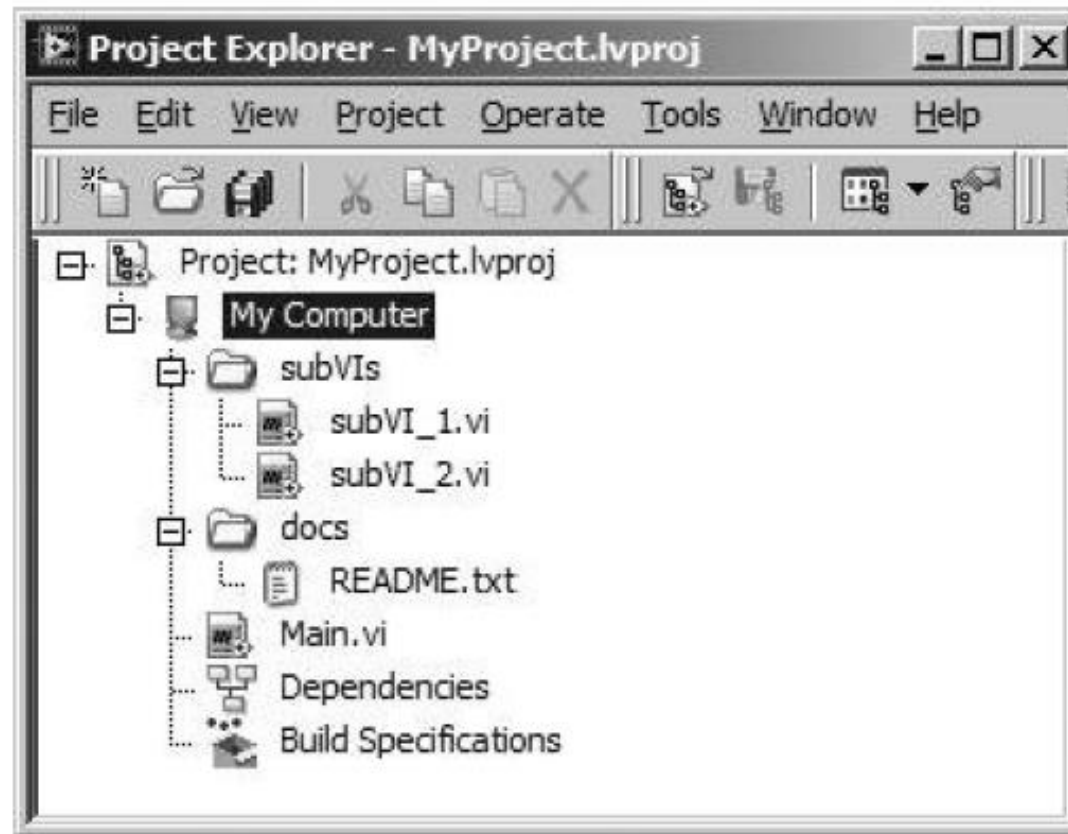 Project Explorer - MyProject.lvproj
File Edit View Project Operate Tools Window Help
Project: MyProject.lvproj
My Computer
subVIs
subVI_1.vi
subVI_2.vi
docs
README.txt
Main.vi
Dependencies
Build Specifications